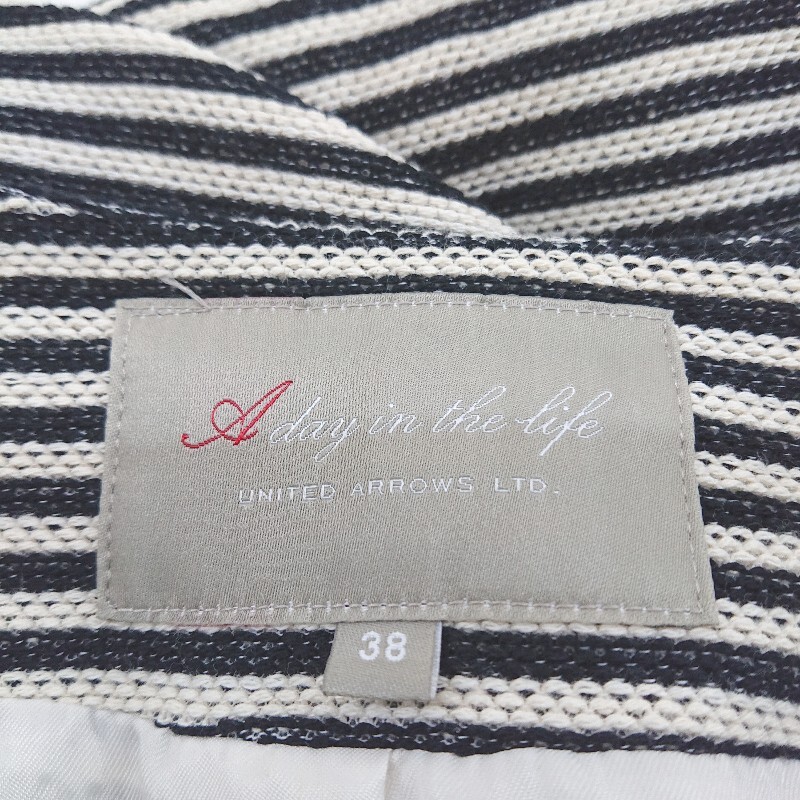 A day in the life
UNITED ARROWS LTD.
38